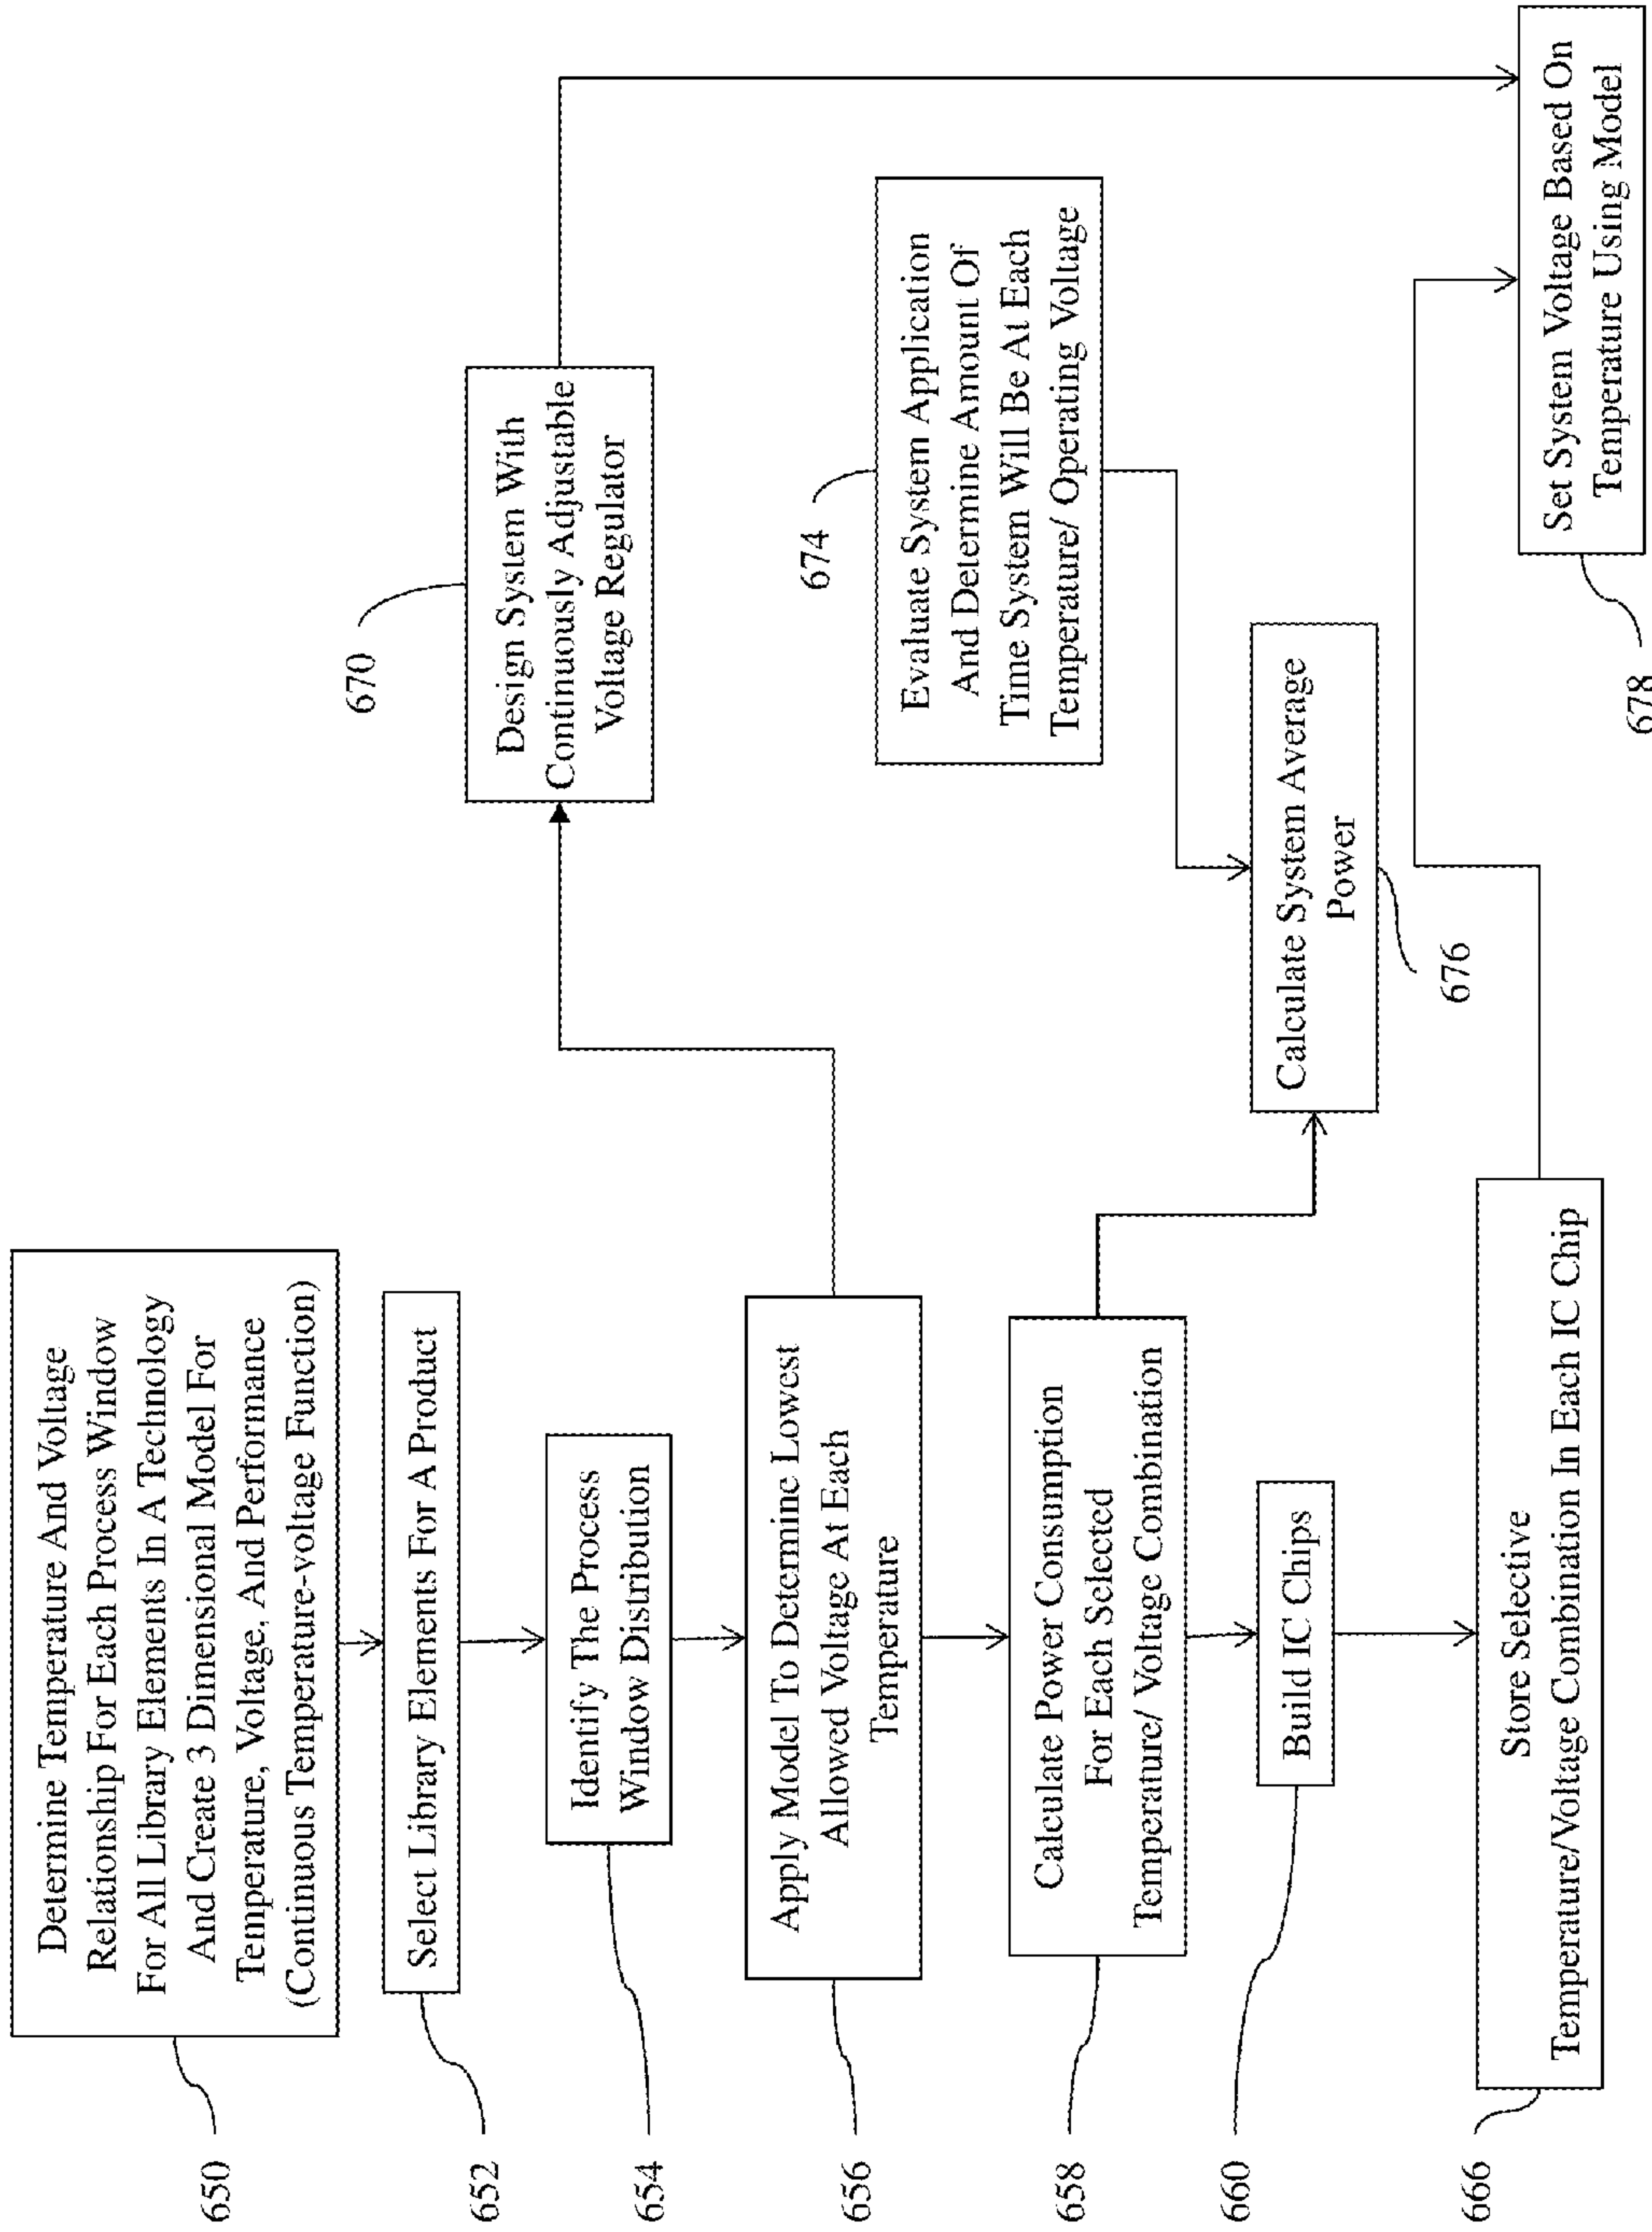 650
Determine Temperature And Voltage
Relationship For Each Process Window
For All Library Elements In A Technology
And Create 3 Dimensional Model For
Temperature, Voltage, And Performance
(Continuous Temperature-voltage Function)
652
Select Library Elements For A Product
654
Identify The Process
Window Distribution
656
Apply Model To Determine Lowest
Allowed Voltage At Each
Temperature
658
Calculate Power Consumption
For Each Selected
Temperature/ Voltage Combination
660
Build IC Chips
666
Store Selective
Temperature/Voltage Combination In Each IC Chip
670
Design System With
Continuously Adjustable
Voltage Regulator
674
Evaluate System Application
And Determine Amount Of
Time System Will Be At Each
Temperature/ Operating Voltage
Calculate System Average
Power
676
Set System Voltage Based On
Temperature Using Model
678